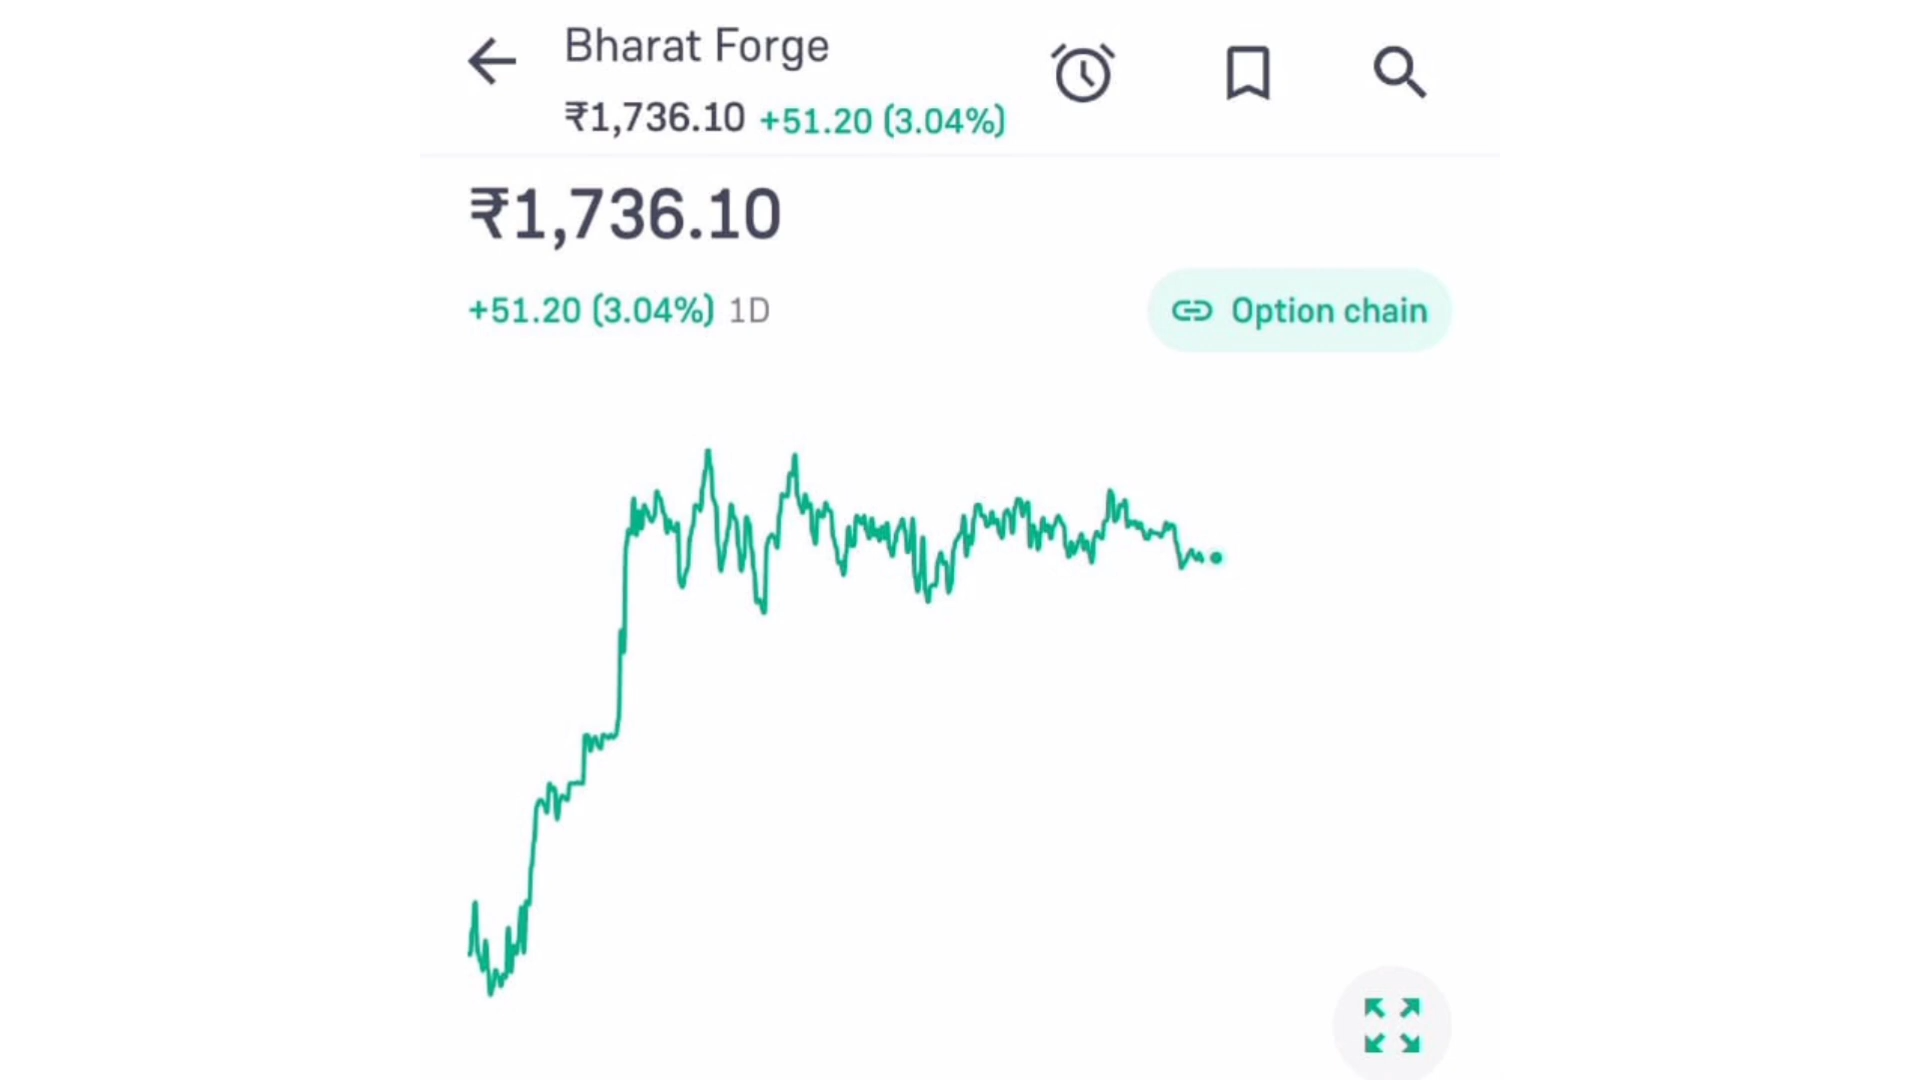 Bharat Forge
₹1,736.10 +51.20 (3.04%)
₹1,736.10
+51.20 (3.04%) 1D
Option chain